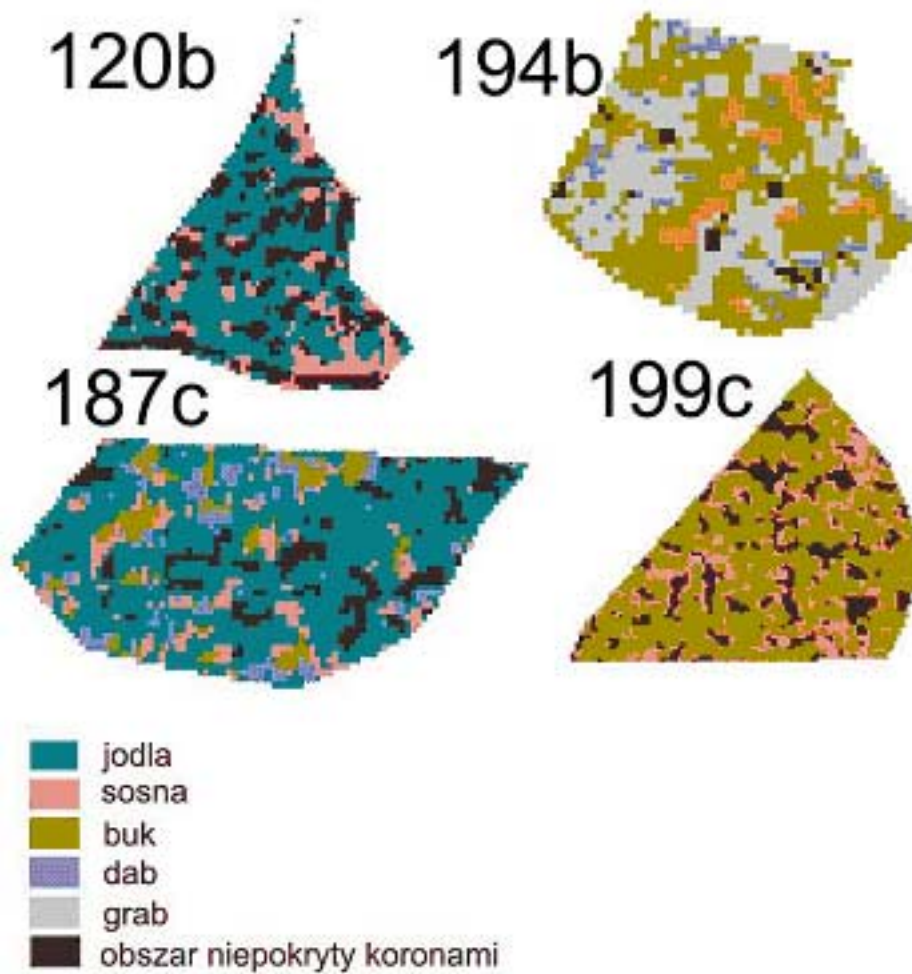 120b
194b
187c
199c
jodla
sosna
buk
dab
grab
obszar niepokryty koronami